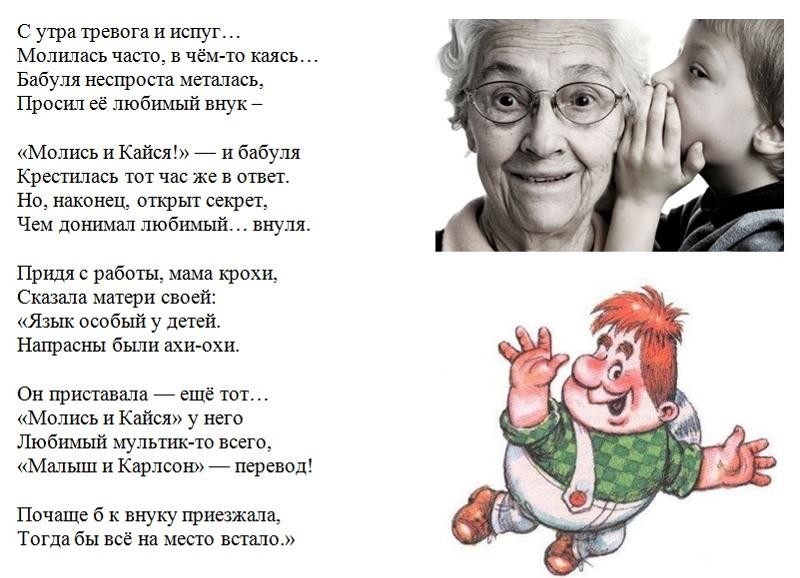 С утра тревога и испуг…
Молилась часто, в чём-то каясь…
Бабуля неспроста металась,
Просил её любимый внук –
«Молись и Кайся!» — и бабуля
Крестилась тот час же в ответ.
Но, наконец, открыт секрет,
Чем донимал любимый… внуля.
Придя с работы, мама крохи,
Сказала матери своей:
«Язык особый у детей.
Напрасны были ахи-охи.
Он приставала — ещё тот…
«Молись и Кайся» у него
Любимый мультик-то всего,
«Малыш и Карлсон» — перевод!
Почаще б к внуку приезжала,
Тогда бы всё на место встало.»